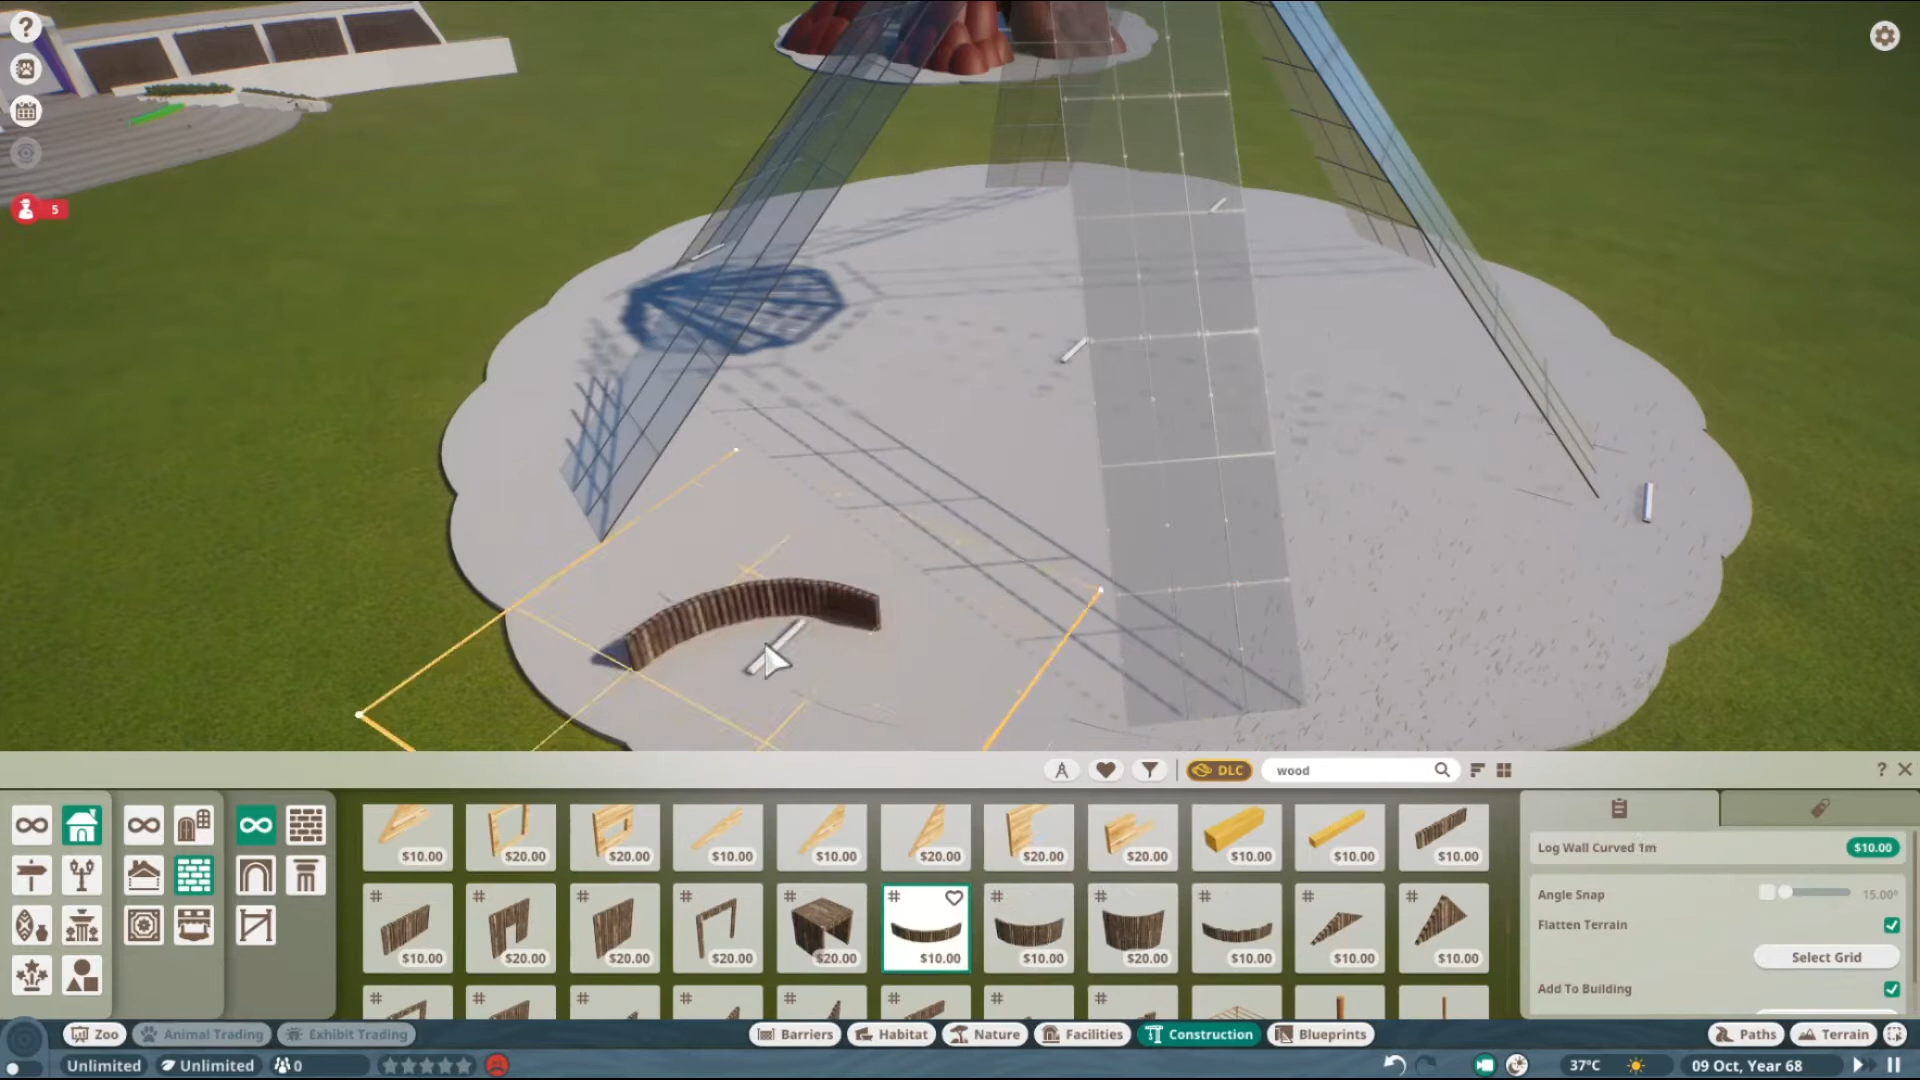 ?
5
DLC
wood
?
$10.00 $20.00 $20.00 $10.00 $10.00 $20.00 $20.00 $20.00 $10.00 $10.00 $10.00
# # # # # # # # # # #
$10.00 $20.00 $20.00 $20.00 $20.00 $10.00 $10.00 $20.00 $10.00 $10.00 $10.00
# # # # # # # #
Log Wall Curved 1m $10.00
Angle Snap 15.00°
Flatten Terrain
Select Grid
Add To Building
Zoo Animal Trading Exhibit Trading Barriers Habitat Nature Facilities Construction Blueprints Paths Terrain
Unlimited Unlimited 0 37°C 09 Oct, Year 68